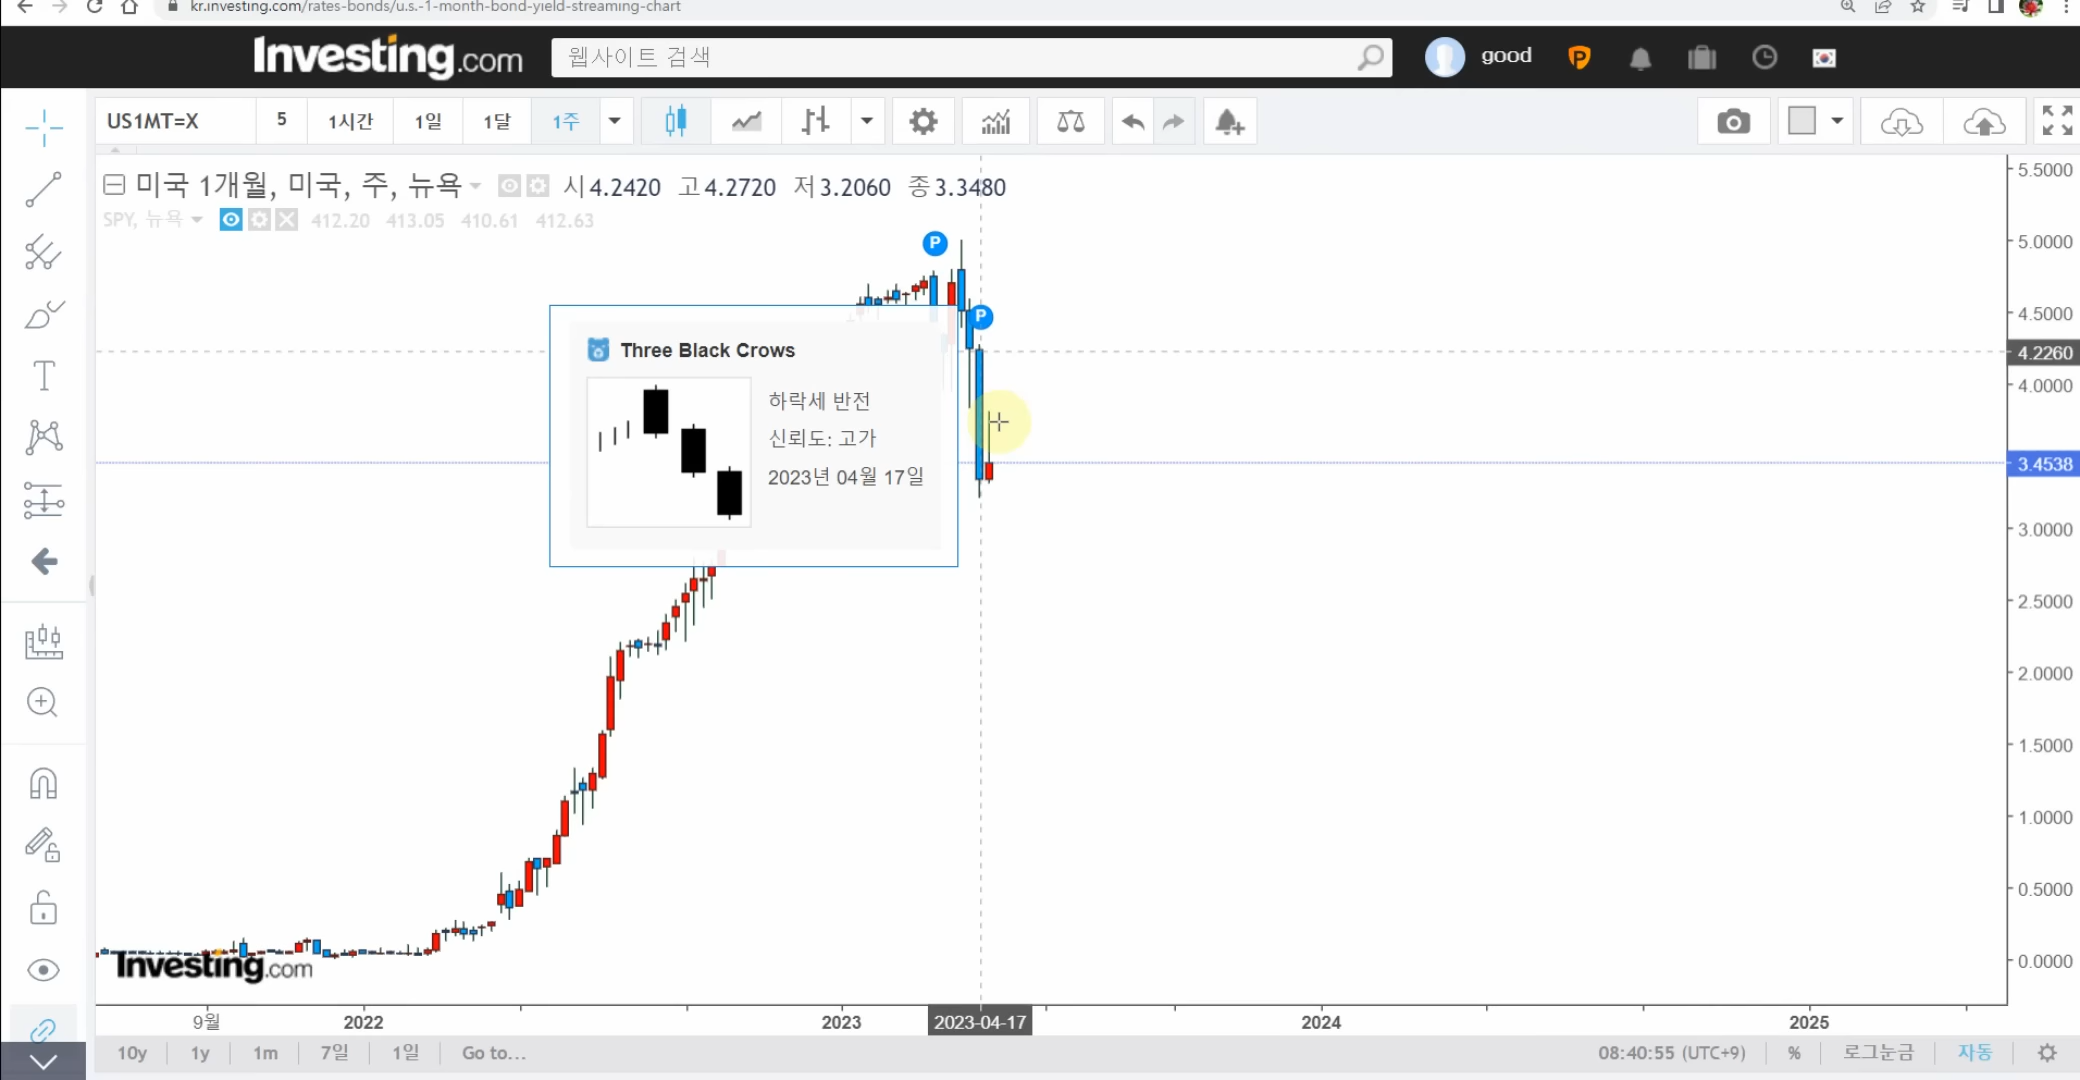 kr.investing.com/rates-bonds/u.s.-1-month-bond-yield-streaming-chart
Investing.com 웹사이트 검색 good
US1MT=X 5 1시간 1일 1달 1주
미국 1개월, 미국, 주, 뉴욕 시4.2420 고4.2720 저3.2060 종3.3480
SPY, 뉴욕 412.20 413.05 410.61 412.63
P
P
Three Black Crows
하락세 반전
신뢰도: 고가
2023년 04월 17일
5.5000
5.0000
4.5000
4.2260
4.0000
3.4538
3.0000
2.5000
2.0000
1.5000
1.0000
0.5000
0.0000
Investing.com
9월 2022 2023 2023-04-17 2024 2025
10y 1y 1m 7일 1일 Go to... 08:40:55 (UTC+9) % 로그눈금 자동